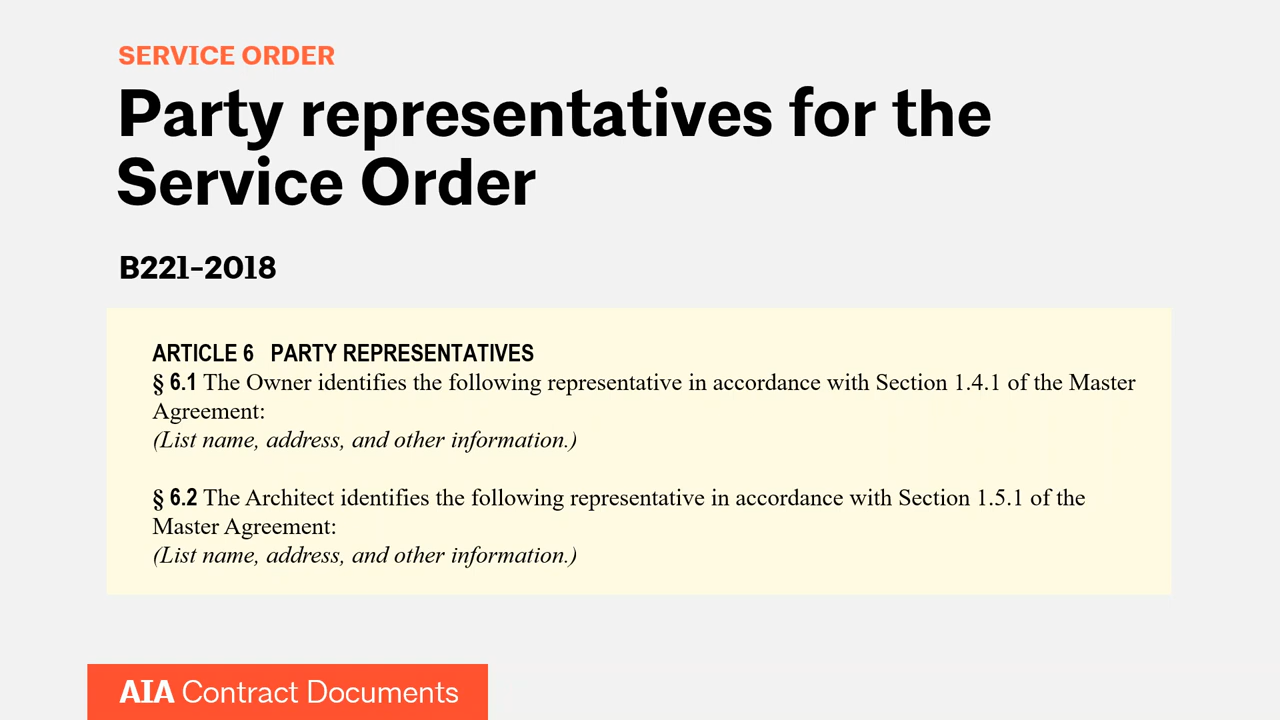 SERVICE ORDER
Party representatives for the
Service Order
B221-2018
ARTICLE 6 PARTY REPRESENTATIVES
§ 6.1 The Owner identifies the following representative in accordance with Section 1.4.1 of the Master
Agreement:
(List name, address, and other information.)
§ 6.2 The Architect identifies the following representative in accordance with Section 1.5.1 of the
Master Agreement:
(List name, address, and other information.)
AIA Contract Documents